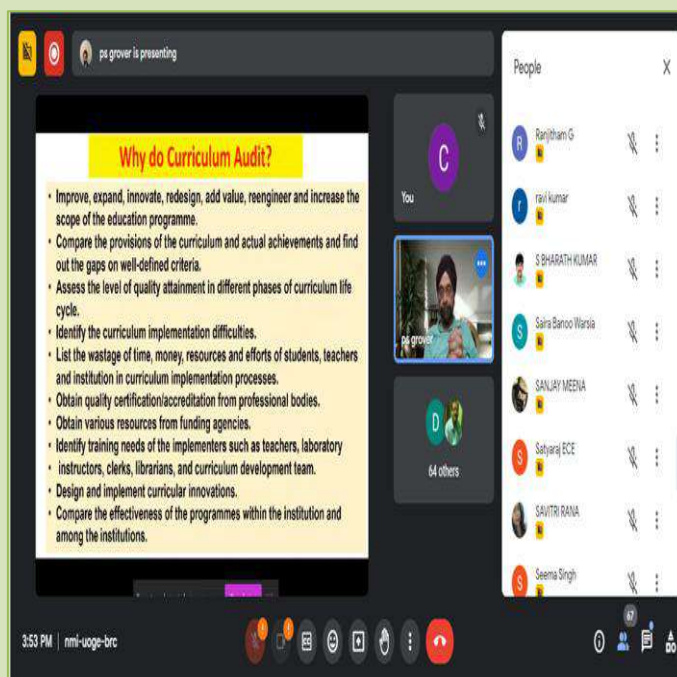 ps grover is presenting
Why do Curriculum Audit?
• Improve, expand, innovate, redesign, add value, reengineer and increase the
scope of the education programme.
• Compare the provisions of the curriculum and actual achievements and find
out the gaps on well-defined criteria.
• Assess the level of quality attainment in different phases of curriculum life
cycle.
• Identify the curriculum implementation difficulties.
• List the wastage of time, money, resources and efforts of students, teachers
and institution in curriculum implementation processes.
• Obtain quality certification/accreditation from professional bodies.
• Obtain various resources from funding agencies.
• Identify training needs of the implementers such as teachers, laboratory
instructors, clerks, librarians, and curriculum development team.
• Design and implement curricular innovations.
• Compare the effectiveness of the programmes within the institution and
among the institutions.
C
You
ps grover
D
64 others
People
X
R
Ranjitham G
r
ravi kumar
S BHARATH KUMAR
S
Saira Banoo Warsia
SANJAY MEENA
S
Satyaraj ECE
SAVITRI RANA
S
Seema Singh
3:53 PM | nmi-uoge-brc
67